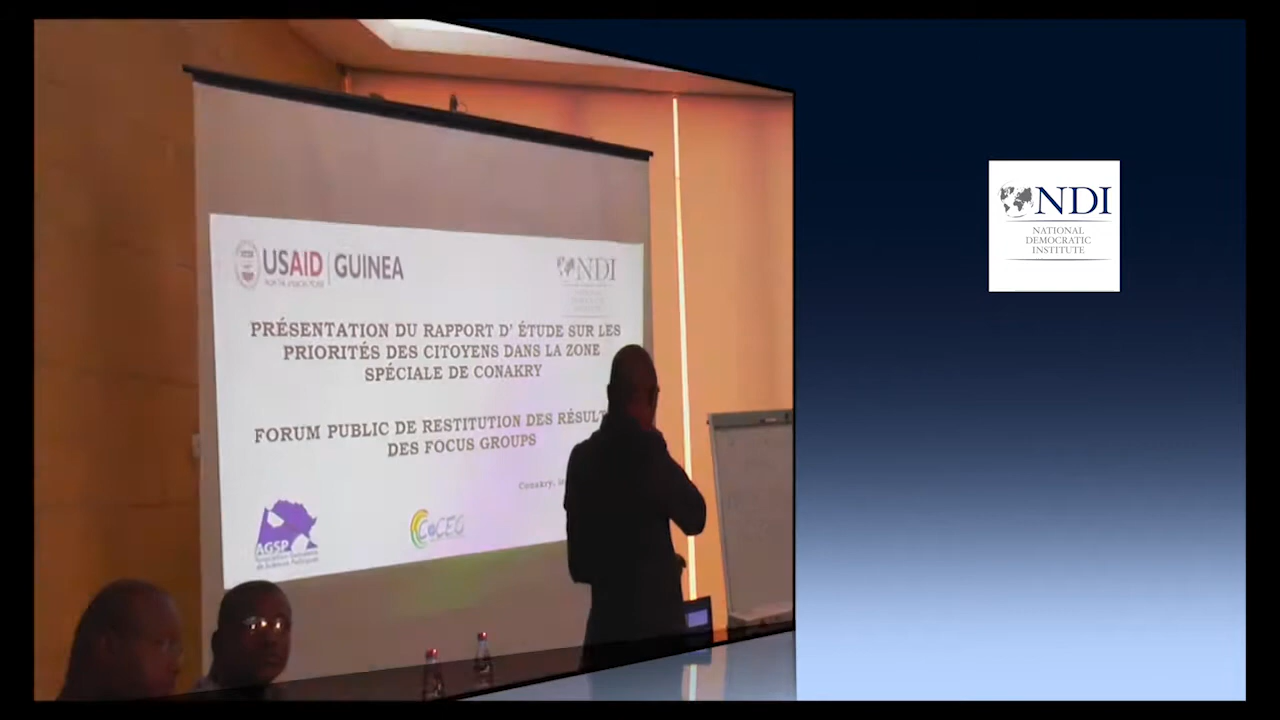 USAID | GUINEA
NDI
PRÉSENTATION DU RAPPORT D' ÉTUDE SUR LES
PRIORITÉS DES CITOYENS DANS LA ZONE
SPÉCIALE DE CONAKRY
FORUM PUBLIC DE RESTITUTION DES RÉSULT
DES FOCUS GROUPS
Conakry,
AGSP
CoCEG
NDI
NATIONAL
DEMOCRATIC
INSTITUTE